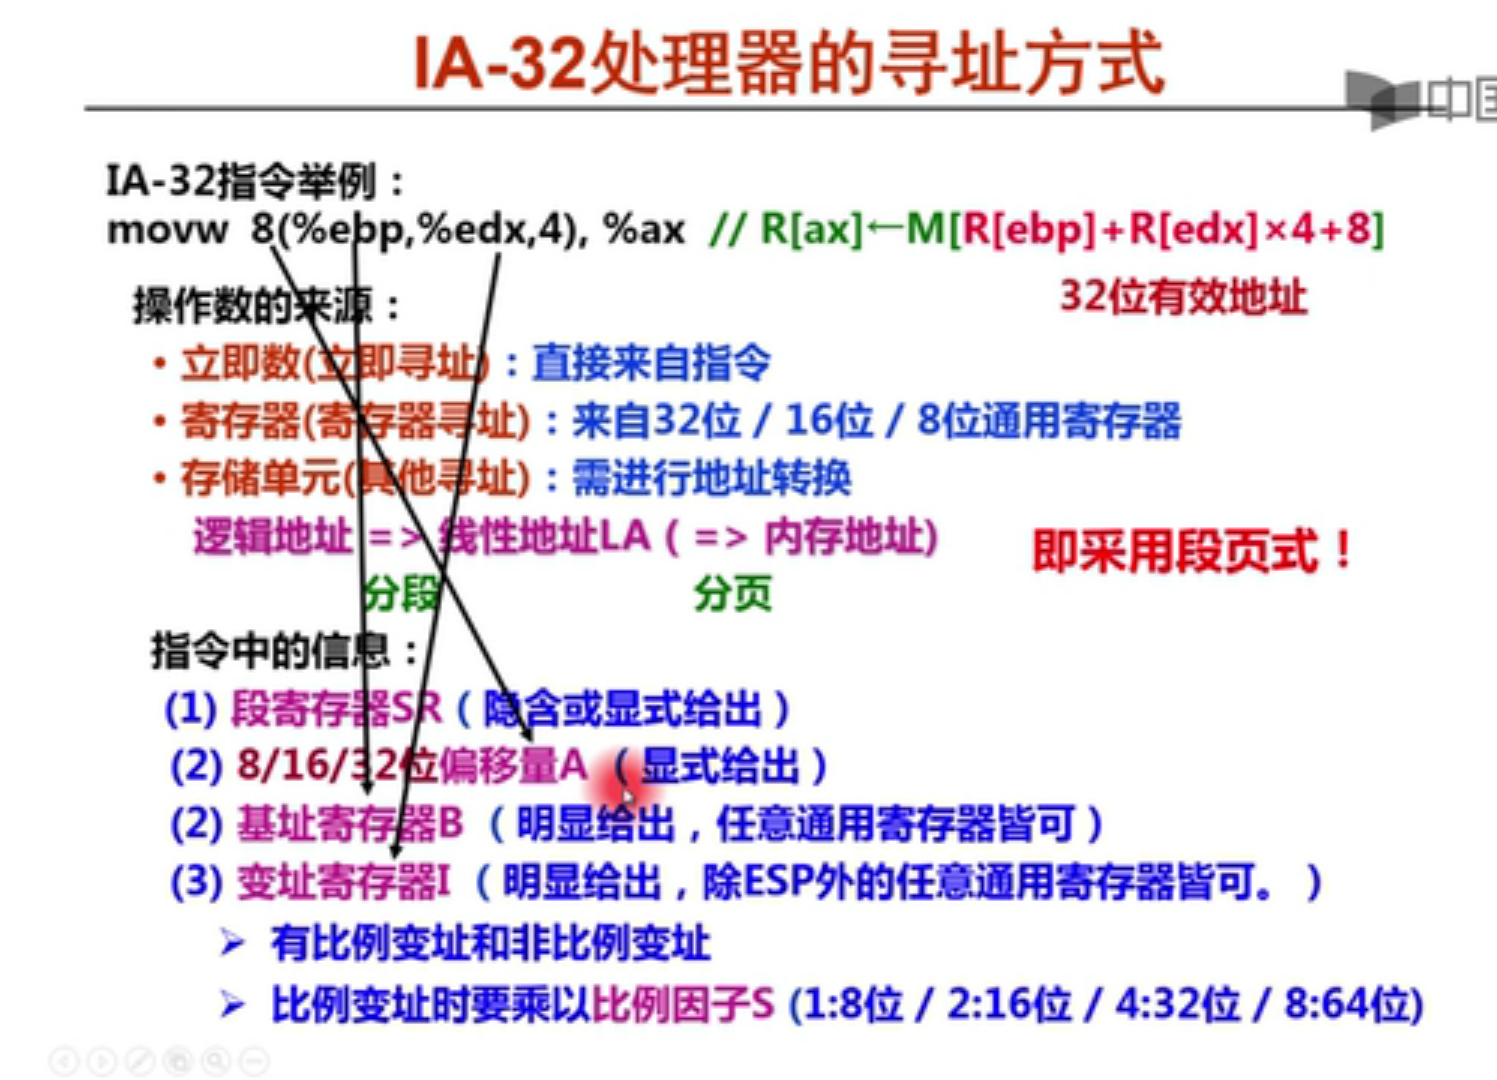 IA-32处理器的寻址方式
中国
IA-32指令举例：
movw 8(%ebp,%edx,4), %ax // R[ax]←M[R[ebp]+R[edx]×4+8]
32位有效地址
操作数的来源：
• 立即数(立即寻址)：直接来自指令
• 寄存器(寄存器寻址)：来自32位 / 16位 / 8位通用寄存器
• 存储单元(其他寻址)：需进行地址转换
逻辑地址 => 线性地址LA ( => 内存地址)
即采用段页式！
分段 分页
指令中的信息：
(1) 段寄存器SR（隐含或显式给出）
(2) 8/16/32位偏移量A （显式给出）
(2) 基址寄存器B （明显给出，任意通用寄存器皆可）
(3) 变址寄存器I （明显给出，除ESP外的任意通用寄存器皆可。）
➢ 有比例变址和非比例变址
➢ 比例变址时要乘以比例因子S (1:8位 / 2:16位 / 4:32位 / 8:64位)